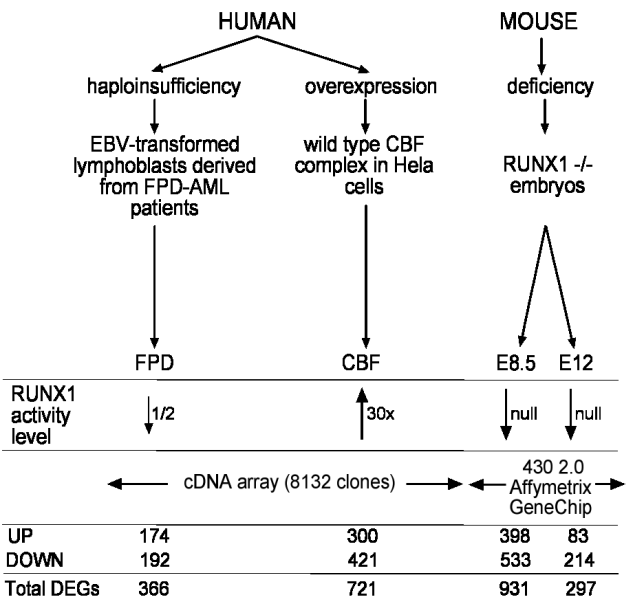 HUMAN MOUSE
haploinsufficiency overexpression deficiency
EBV-transformed
lymphoblasts derived
from FPD-AML
patients
wild type CBF
complex in Hela
cells
RUNX1 -/-
embryos
FPD CBF E8.5 E12
RUNX1
activity
level
1/2 30x null null
cDNA array (8132 clones)
430 2.0
Affymetrix
GeneChip
UP 174 300 398 83
DOWN 192 421 533 214
Total DEGs 366 721 931 297